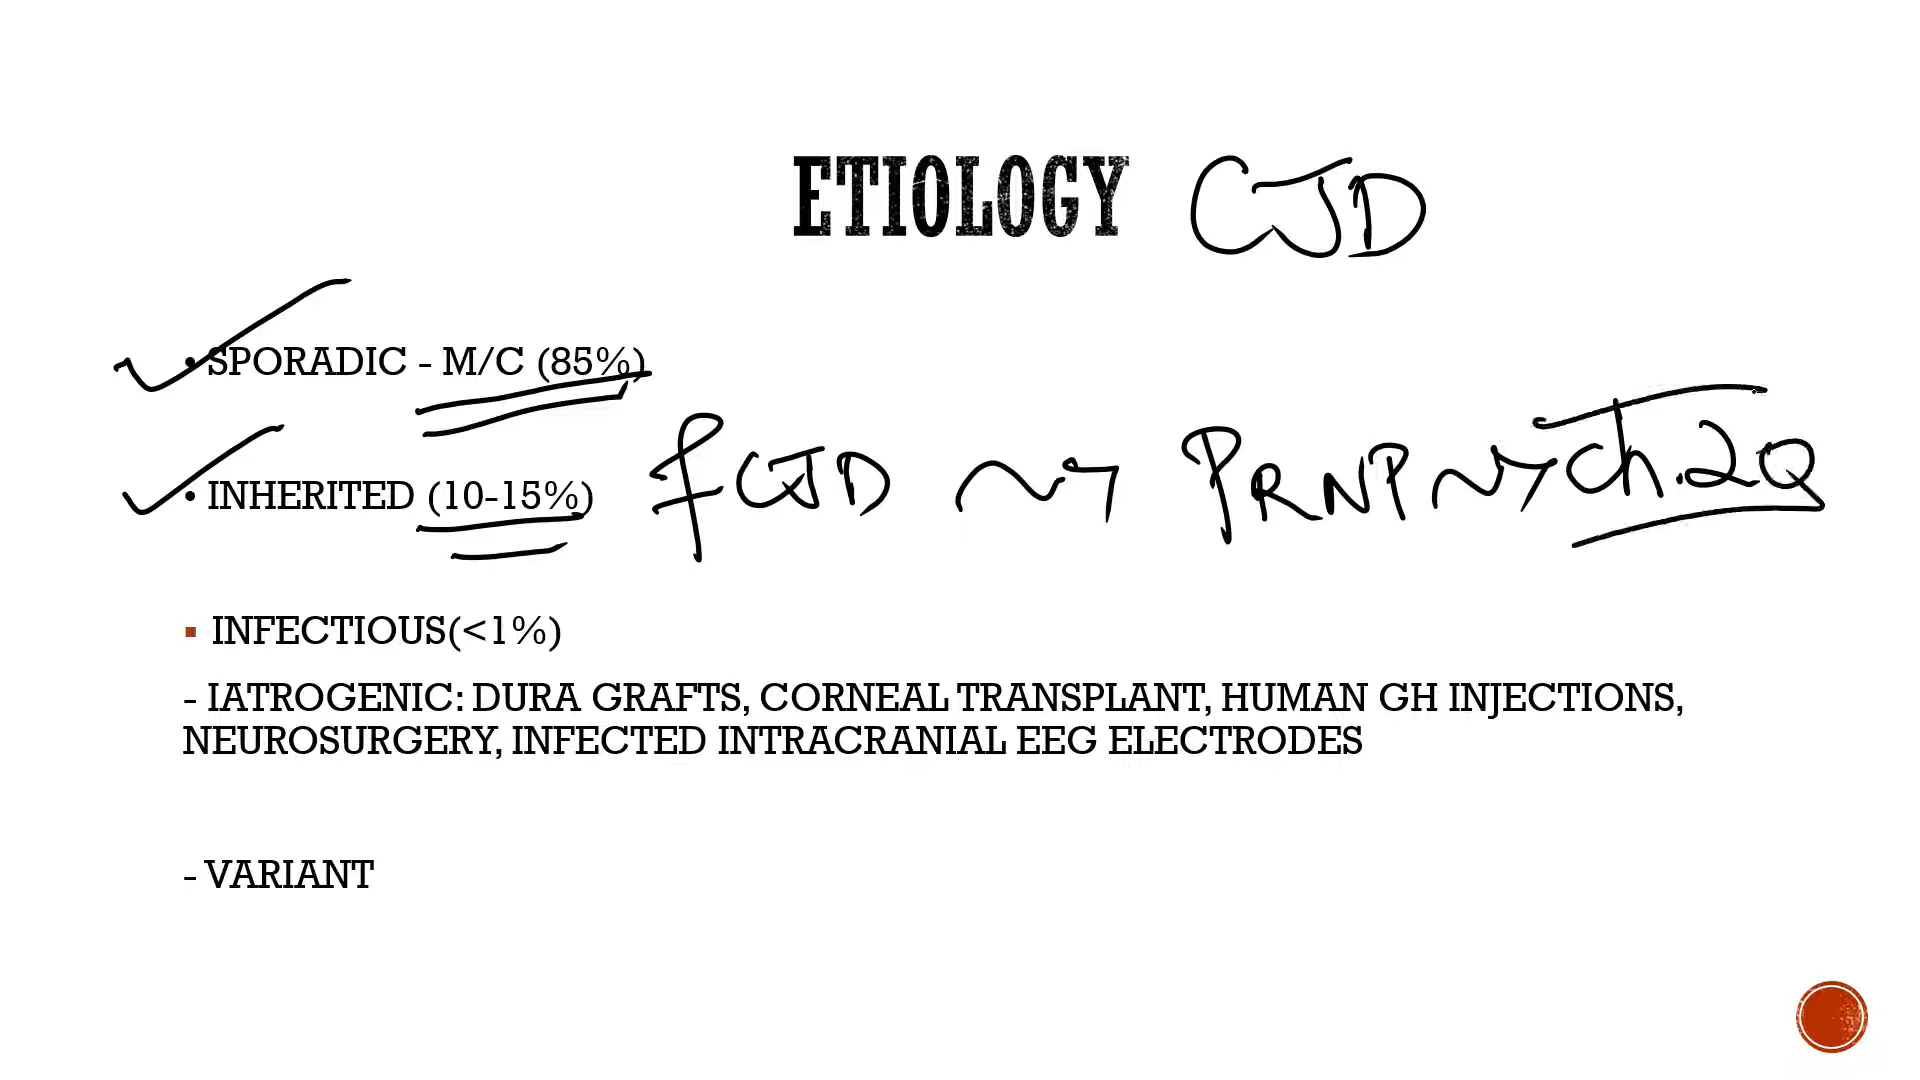 ETIOLOGY CJD
• SPORADIC - M/C (85%)
• INHERITED (10-15%) fCJD → PRNP → Ch.20
▪ INFECTIOUS(<1%)
- IATROGENIC: DURA GRAFTS, CORNEAL TRANSPLANT, HUMAN GH INJECTIONS,
NEUROSURGERY, INFECTED INTRACRANIAL EEG ELECTRODES
- VARIANT